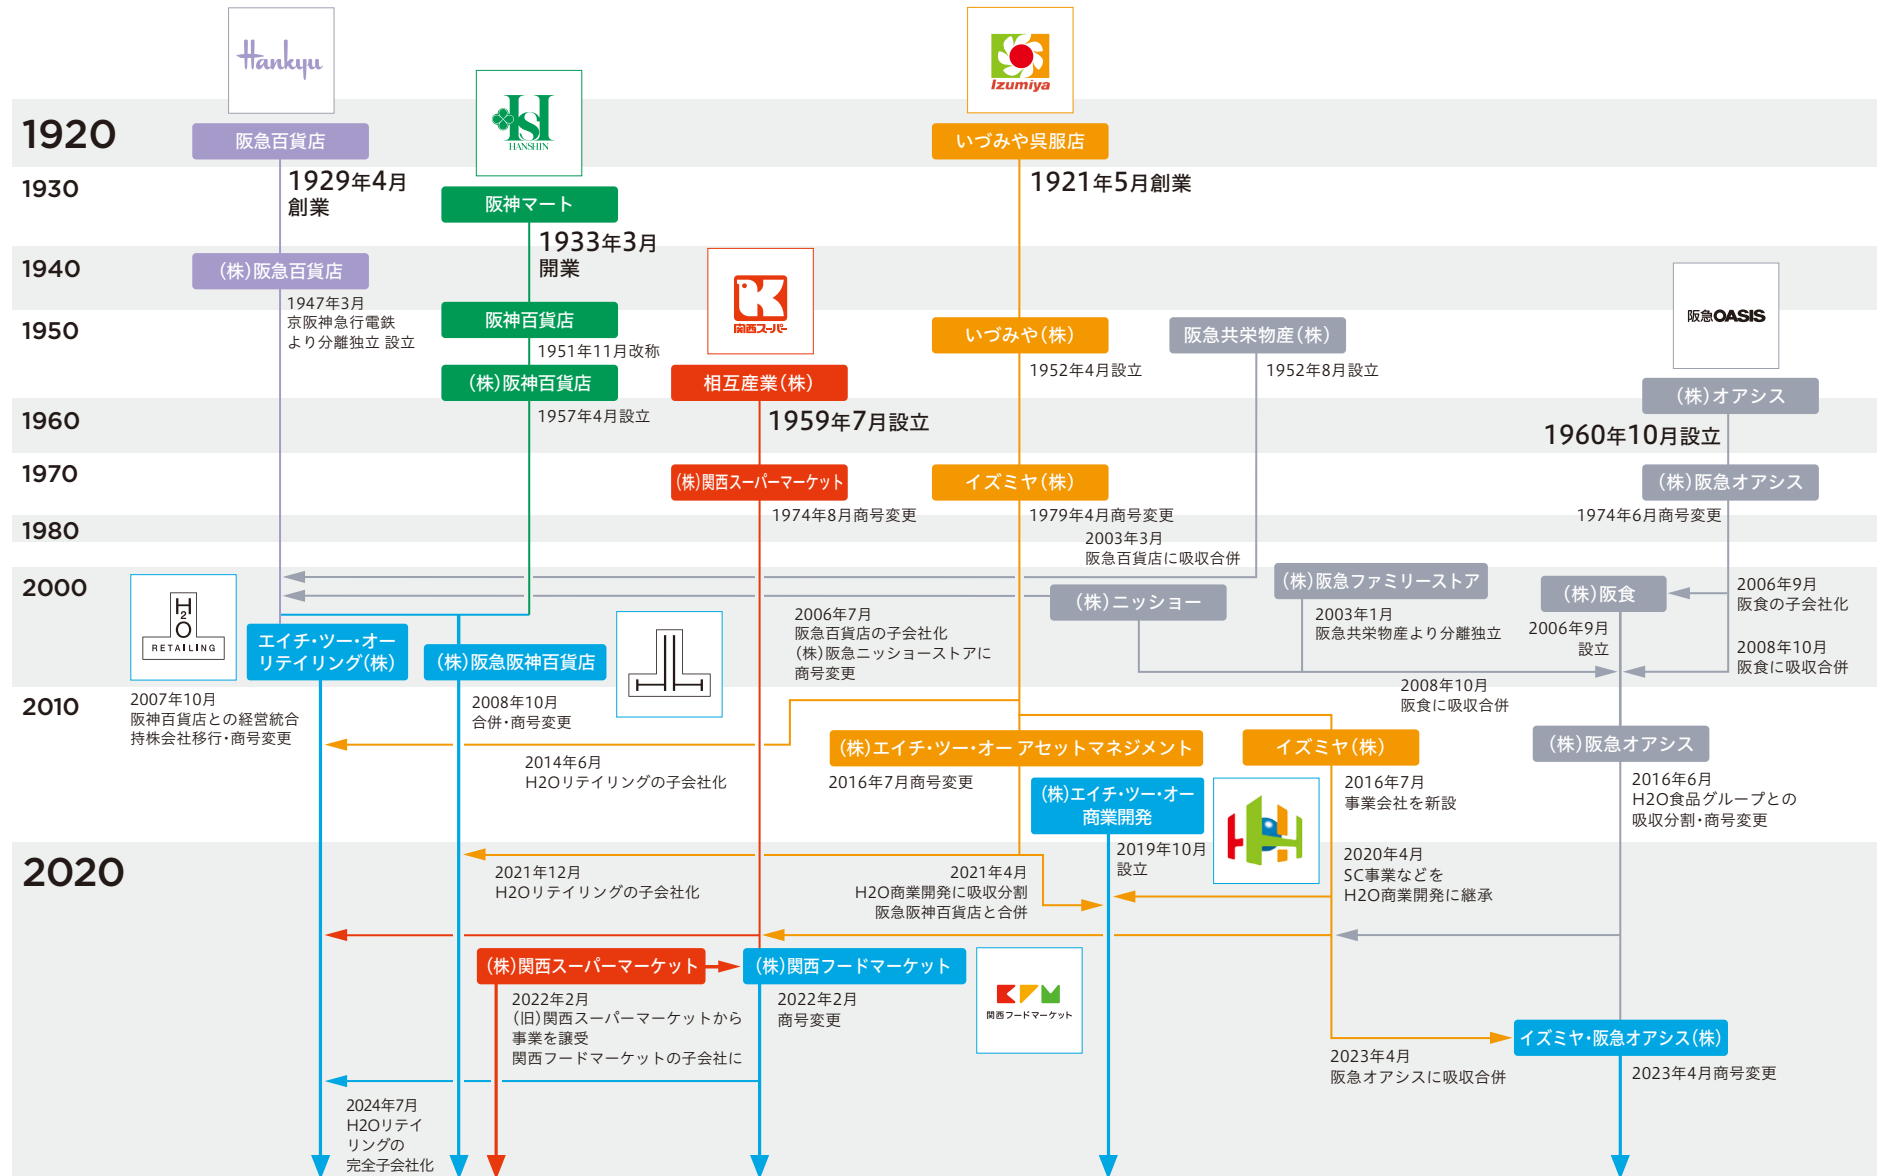 Hankyu
HANSHIN
Izumiya
1920
阪急百貨店
いづみや呉服店
1929年4月
創業
1921年5月創業
1930
阪神マート
1933年3月
開業
1940
(株)阪急百貨店
1947年3月
京阪神急行電鉄
より分離独立 設立
関西スーパー
阪急OASIS
1950
阪神百貨店
1951年11月改称
いづみや(株)
1952年4月設立
阪急共栄物産(株)
1952年8月設立
(株)阪神百貨店
1957年4月設立
相互産業(株)
1959年7月設立
(株)オアシス
1960年10月設立
1960
1970
(株)関西スーパーマーケット
1974年8月商号変更
イズミヤ(株)
1979年4月商号変更
(株)阪急オアシス
1974年6月商号変更
1980
2003年3月
阪急百貨店に吸収合併
2000
(株)ニッショー
2006年7月
阪急百貨店の子会社化
(株)阪急ニッショーストアに
商号変更
(株)阪急ファミリーストア
2003年1月
阪急共栄物産より分離独立
(株)阪食
2006年9月
設立
2006年9月
阪食の子会社化
2008年10月
阪食に吸収合併
2008年10月
阪食に吸収合併
H2O
RETAILING
エイチ・ツー・オー
リテイリング(株)
2007年10月
阪神百貨店との経営統合
持株会社移行・商号変更
(株)阪急阪神百貨店
2008年10月
合併・商号変更
2010
2014年6月
H2Oリテイリングの子会社化
(株)エイチ・ツー・オー アセットマネジメント
2016年7月商号変更
イズミヤ(株)
2016年7月
事業会社を新設
(株)阪急オアシス
2016年6月
H2O食品グループとの
吸収分割・商号変更
(株)エイチ・ツー・オー
商業開発
2019年10月
設立
2020
2021年12月
H2Oリテイリングの子会社化
2021年4月
H2O商業開発に吸収分割
阪急阪神百貨店と合併
2020年4月
SC事業などを
H2O商業開発に継承
(株)関西スーパーマーケット
2022年2月
(旧)関西スーパーマーケットから
事業を譲受
関西フードマーケットの子会社に
(株)関西フードマーケット
2022年2月
商号変更
関西フードマーケット
2023年4月
阪急オアシスに吸収合併
イズミヤ・阪急オアシス(株)
2023年4月商号変更
2024年7月
H2Oリテイ
リングの
完全子会社化